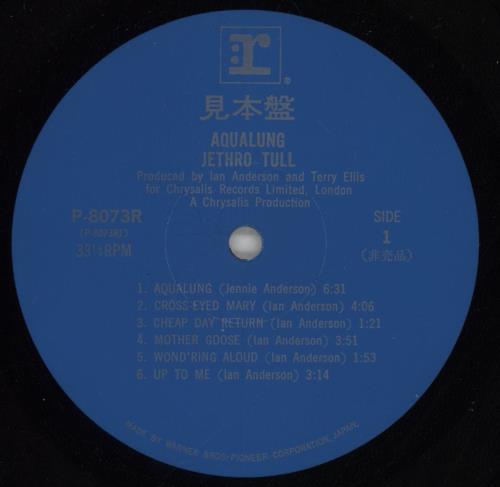 r
®
見本盤
AQUALUNG
JETHRO TULL
Produced by Ian Anderson and Terry Ellis
for Chrysalis Records Limited, London
A Chrysalis Production
P-8073R
(P-8073R1)
33⅓RPM
SIDE
1
(非売品)
1. AQUALUNG (Jennie Anderson) 6:31
2. CROSS-EYED MARY (Ian Anderson) 4:06
3. CHEAP DAY RETURN (Ian Anderson) 1:21
4. MOTHER GOOSE (Ian Anderson) 3:51
5. WOND'RING ALOUD (Ian Anderson) 1:53
6. UP TO ME (Ian Anderson) 3:14
MADE BY WARNER BROS-PIONEER CORPORATION, JAPAN.